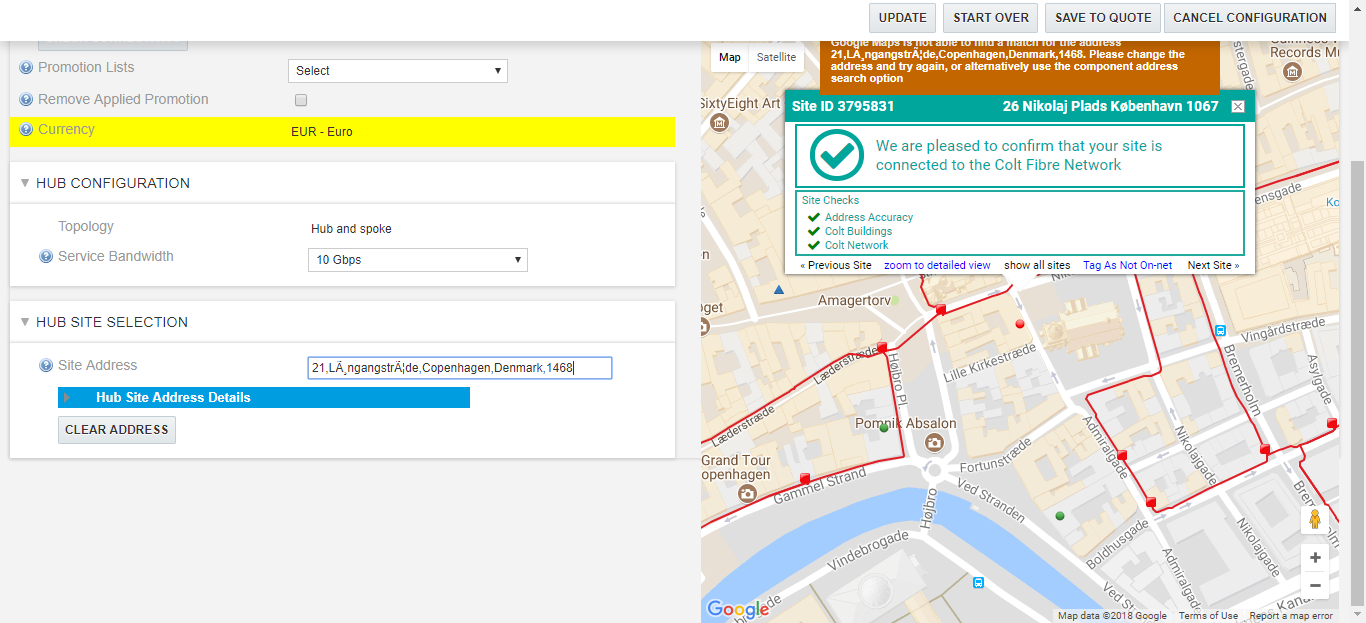 UPDATE
START OVER
SAVE TO QUOTE
CANCEL CONFIGURATION
Promotion Lists
Select
Remove Applied Promotion
Currency
EUR - Euro
HUB CONFIGURATION
Topology
Hub and spoke
Service Bandwidth
10 Gbps
HUB SITE SELECTION
Site Address
21,LÃ¸ngangstrÃ¦de,Copenhagen,Denmark,1468
Hub Site Address Details
CLEAR ADDRESS
Map
Satellite
Google Maps is not able to find a match for the address
21,LÃ¸ngangstrÃ¦de,Copenhagen,Denmark,1468. Please change the
address and try again, or alternatively use the component address
search option
Records Mu
SixtyEight Art
Site ID 3795831
26 Nikolaj Plads København 1067
We are pleased to confirm that your site is
connected to the Colt Fibre Network
Site Checks
Address Accuracy
Colt Buildings
Colt Network
« Previous Site
zoom to detailed view
show all sites
Tag As Not On-net
Next Site »
ensgade
Ko
Amagertorv
get
Vingårdstræde
Læderstræde
Højbro Pl.
Lille Kirkestræde
Bremerholm
Asylgade
Læderstræde
Pomnik Absalon
Admiralgade
Nikolajgade
Grand Tour
openhagen
Gammel Strand
Fortunstræde
Ved Stranden
Højbro
Vindebrogade
Boldhusgade
Admiralgade
Nikolajgade
Google
Map data ©2018 Google
Terms of Use
Report a map error